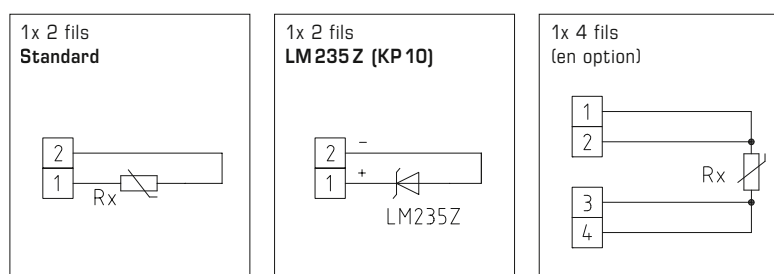 1x 2 fils
Standard
2
1
Rx
1x 2 fils
LM235Z (KP10)
2
−
1
+
LM235Z
1x 4 fils
(en option)
1
2
Rx
3
4